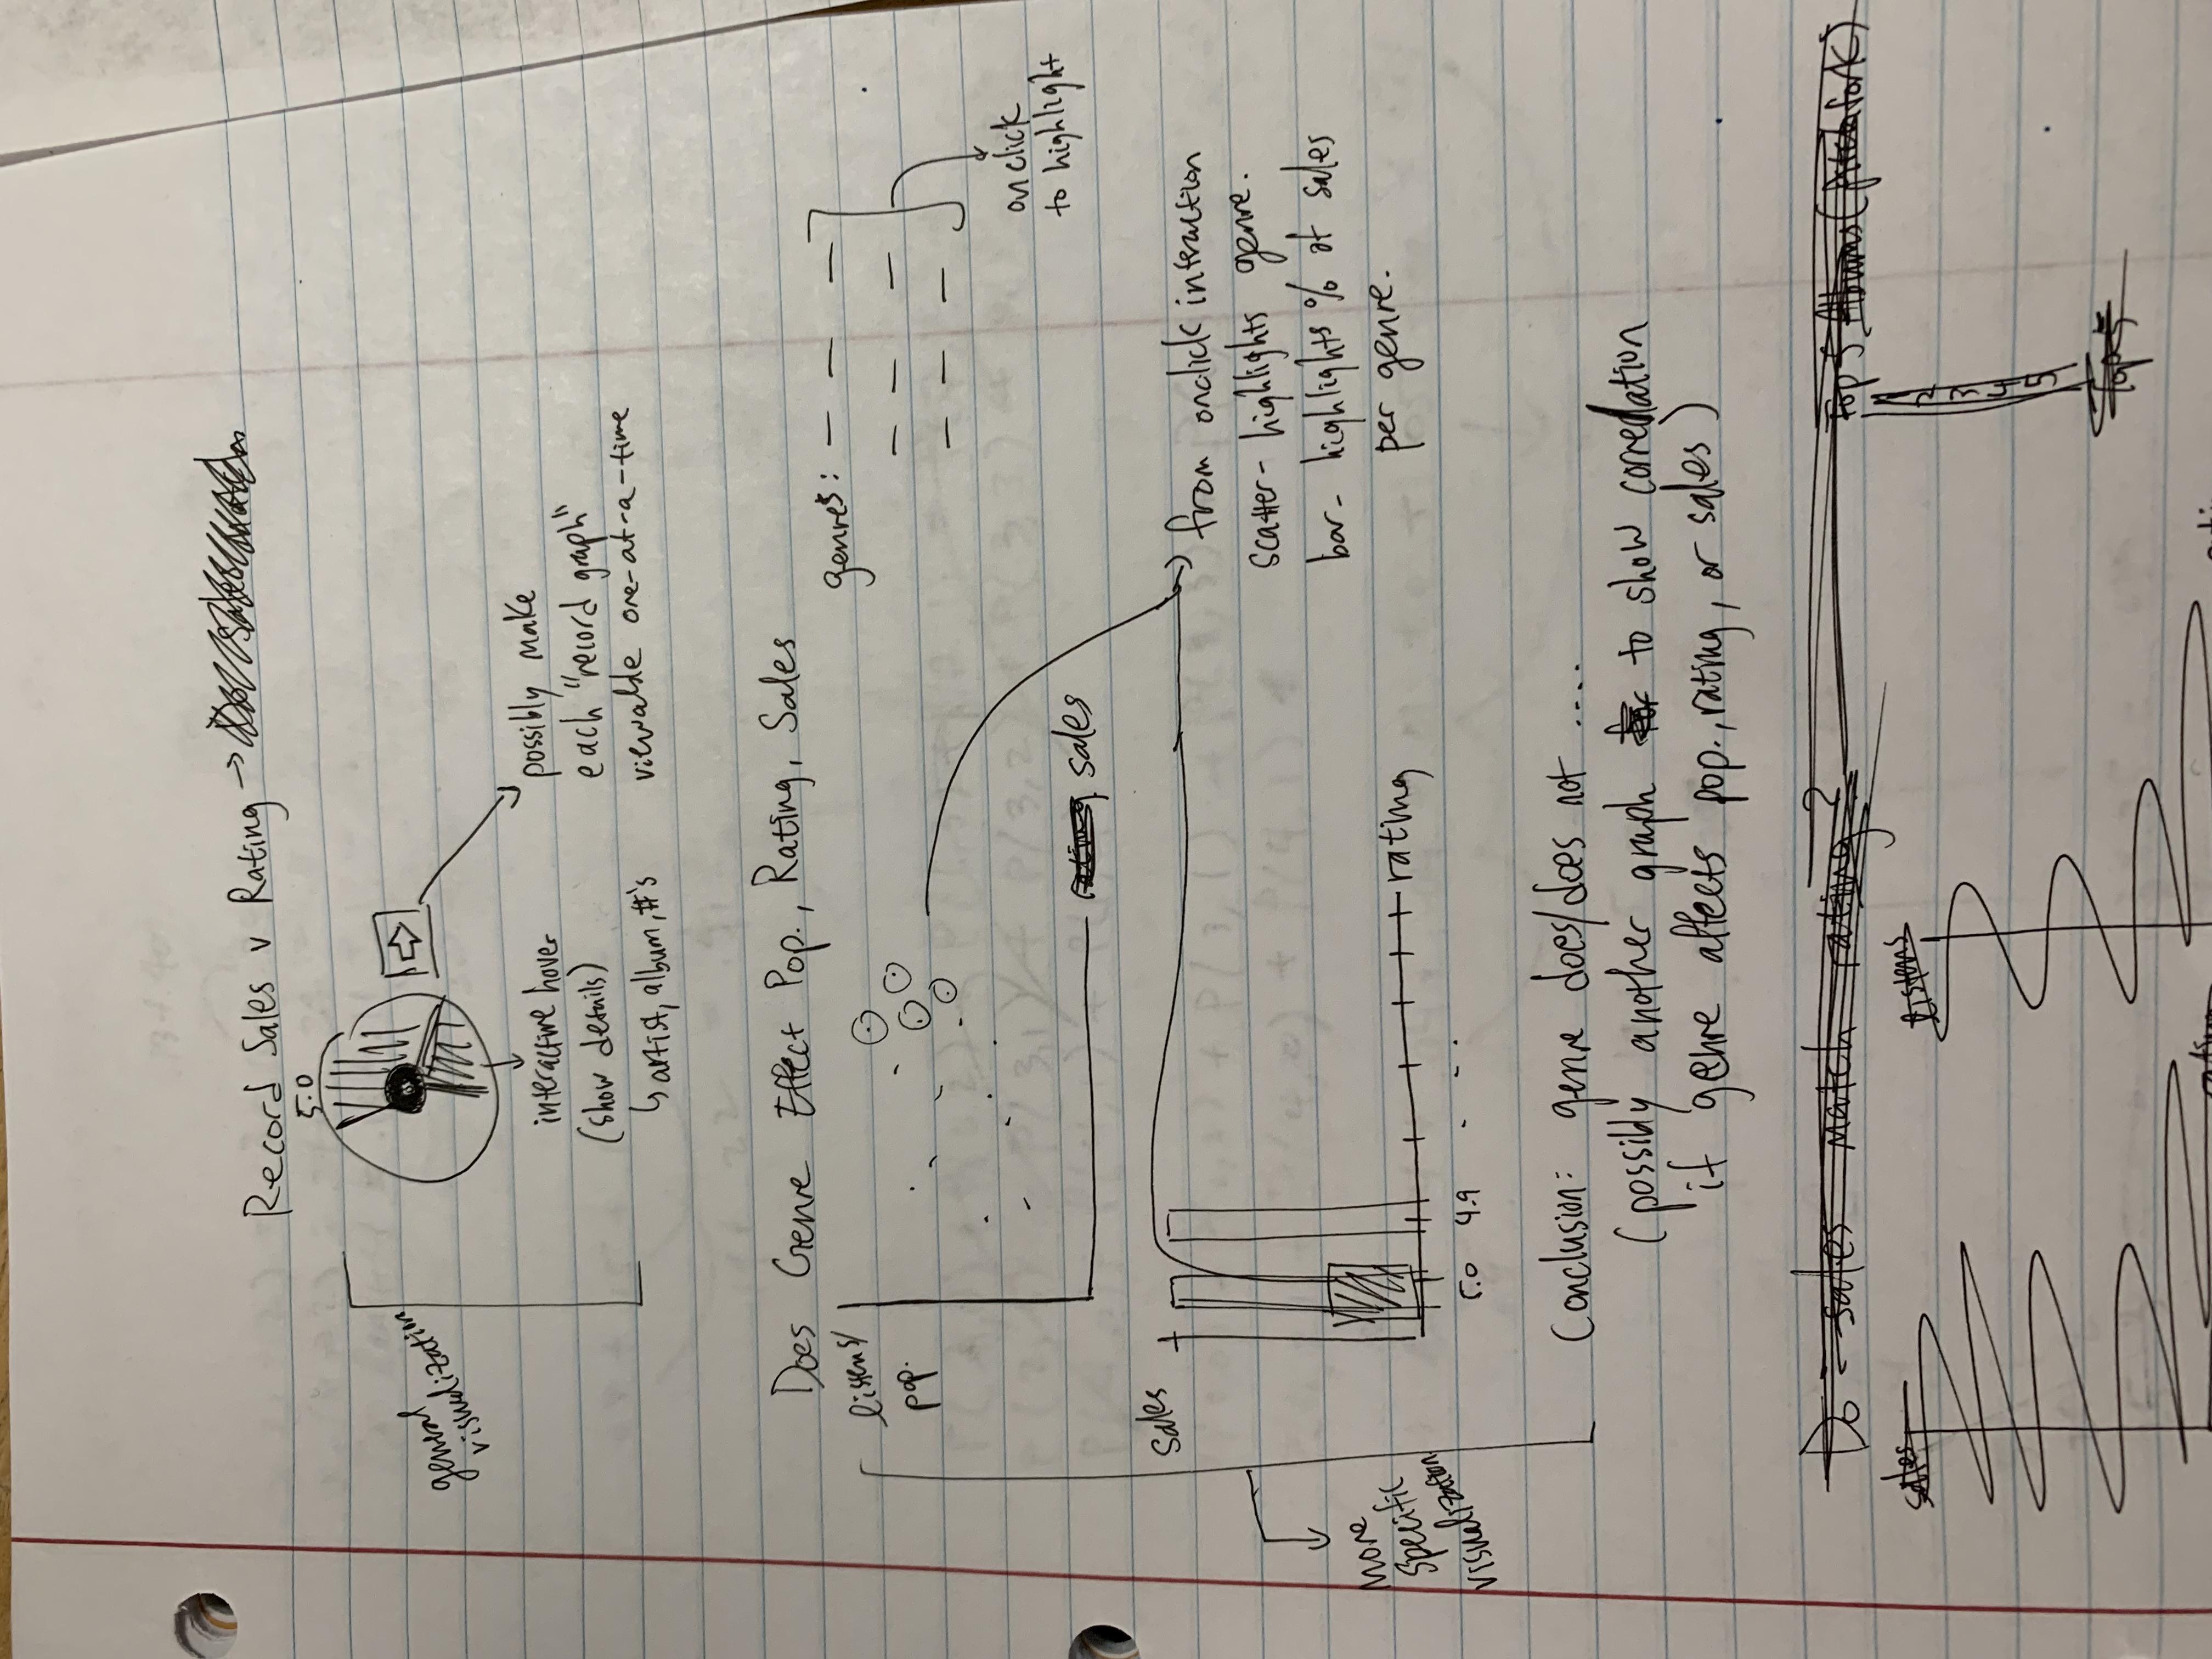 Record Sales v Rating →
5.0
general
visualization
interactive hover
(show details)
↳ artist, album, #'s
possibly make
each "record graph"
viewable one-at-a-time
Does Genre Effect Pop., Rating, Sales
listens/
pop.
genres:
onclick
to highlight
rating sales
Sales
from onclick interaction
scatter- highlights genre.
bar- highlights % of sales
per genre.
rating
5.0 4.9
More
Specific
visualization
Conclusion: genre does/does not ....
(possibly another graph for to show correlation
if genre affects pop., rating, or sales)
Do sales match rating?
Top 5 Albums (pitchfork)
sales
listens
1
2
3
4
5
Top 5